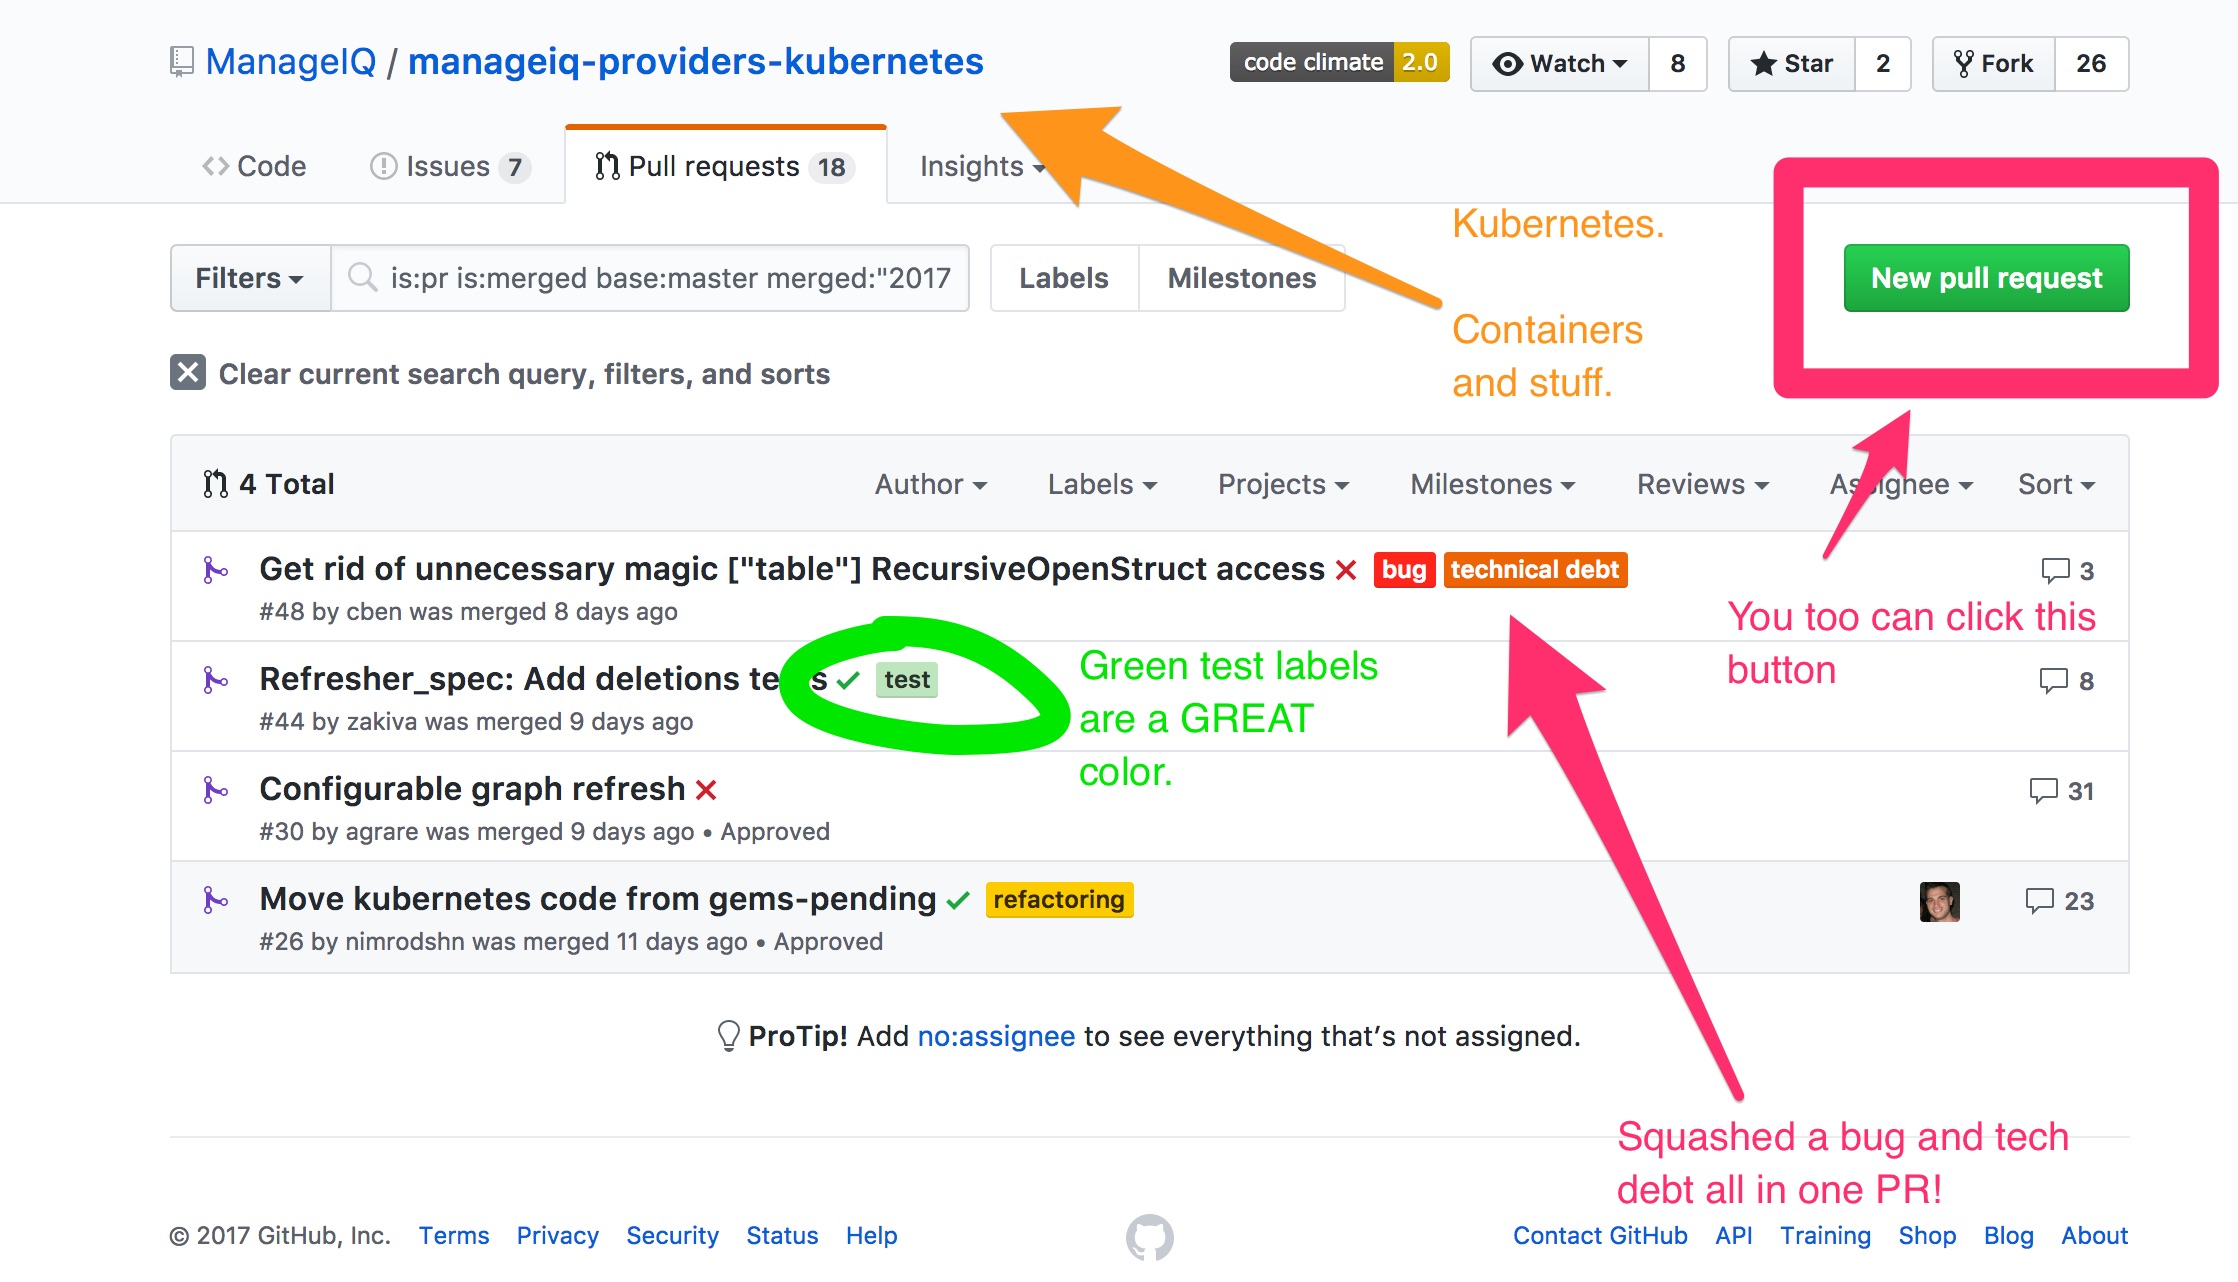 ManageIQ / manageiq-providers-kubernetes
code climate 2.0
Watch 8
Star 2
Fork 26
Code
Issues 7
Pull requests 18
Insights
Kubernetes.
Containers
and stuff.
Filters
is:pr is:merged base:master merged:"2017
Labels
Milestones
New pull request
Clear current search query, filters, and sorts
You too can click this
button
4 Total
Author
Labels
Projects
Milestones
Reviews
Assignee
Sort
Get rid of unnecessary magic ["table"] RecursiveOpenStruct access bug technical debt
3
#48 by cben was merged 8 days ago
Refresher_spec: Add deletions test
8
#44 by zakiva was merged 9 days ago
Green test labels
are a GREAT
color.
Configurable graph refresh
31
#30 by agrare was merged 9 days ago • Approved
Move kubernetes code from gems-pending refactoring
23
#26 by nimrodshn was merged 11 days ago • Approved
ProTip! Add no:assignee to see everything that’s not assigned.
Squashed a bug and tech
debt all in one PR!
© 2017 GitHub, Inc. Terms Privacy Security Status Help
Contact GitHub API Training Shop Blog About